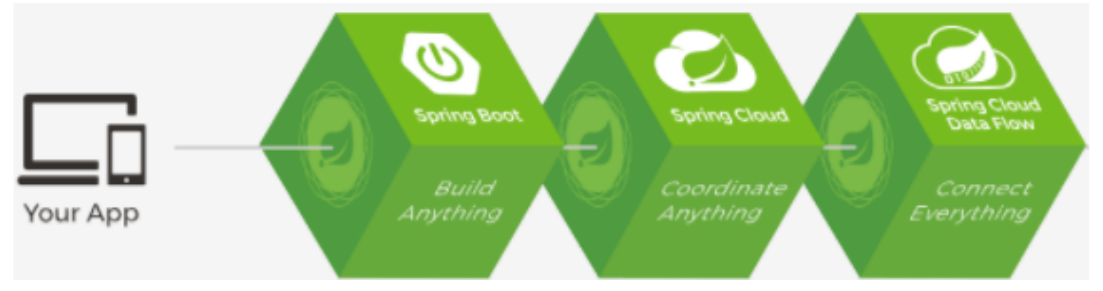 Your App
Spring Boot
Build
Anything
Spring Cloud
Coordinate
Anything
Spring Cloud
Data Flow
Connect
Everything